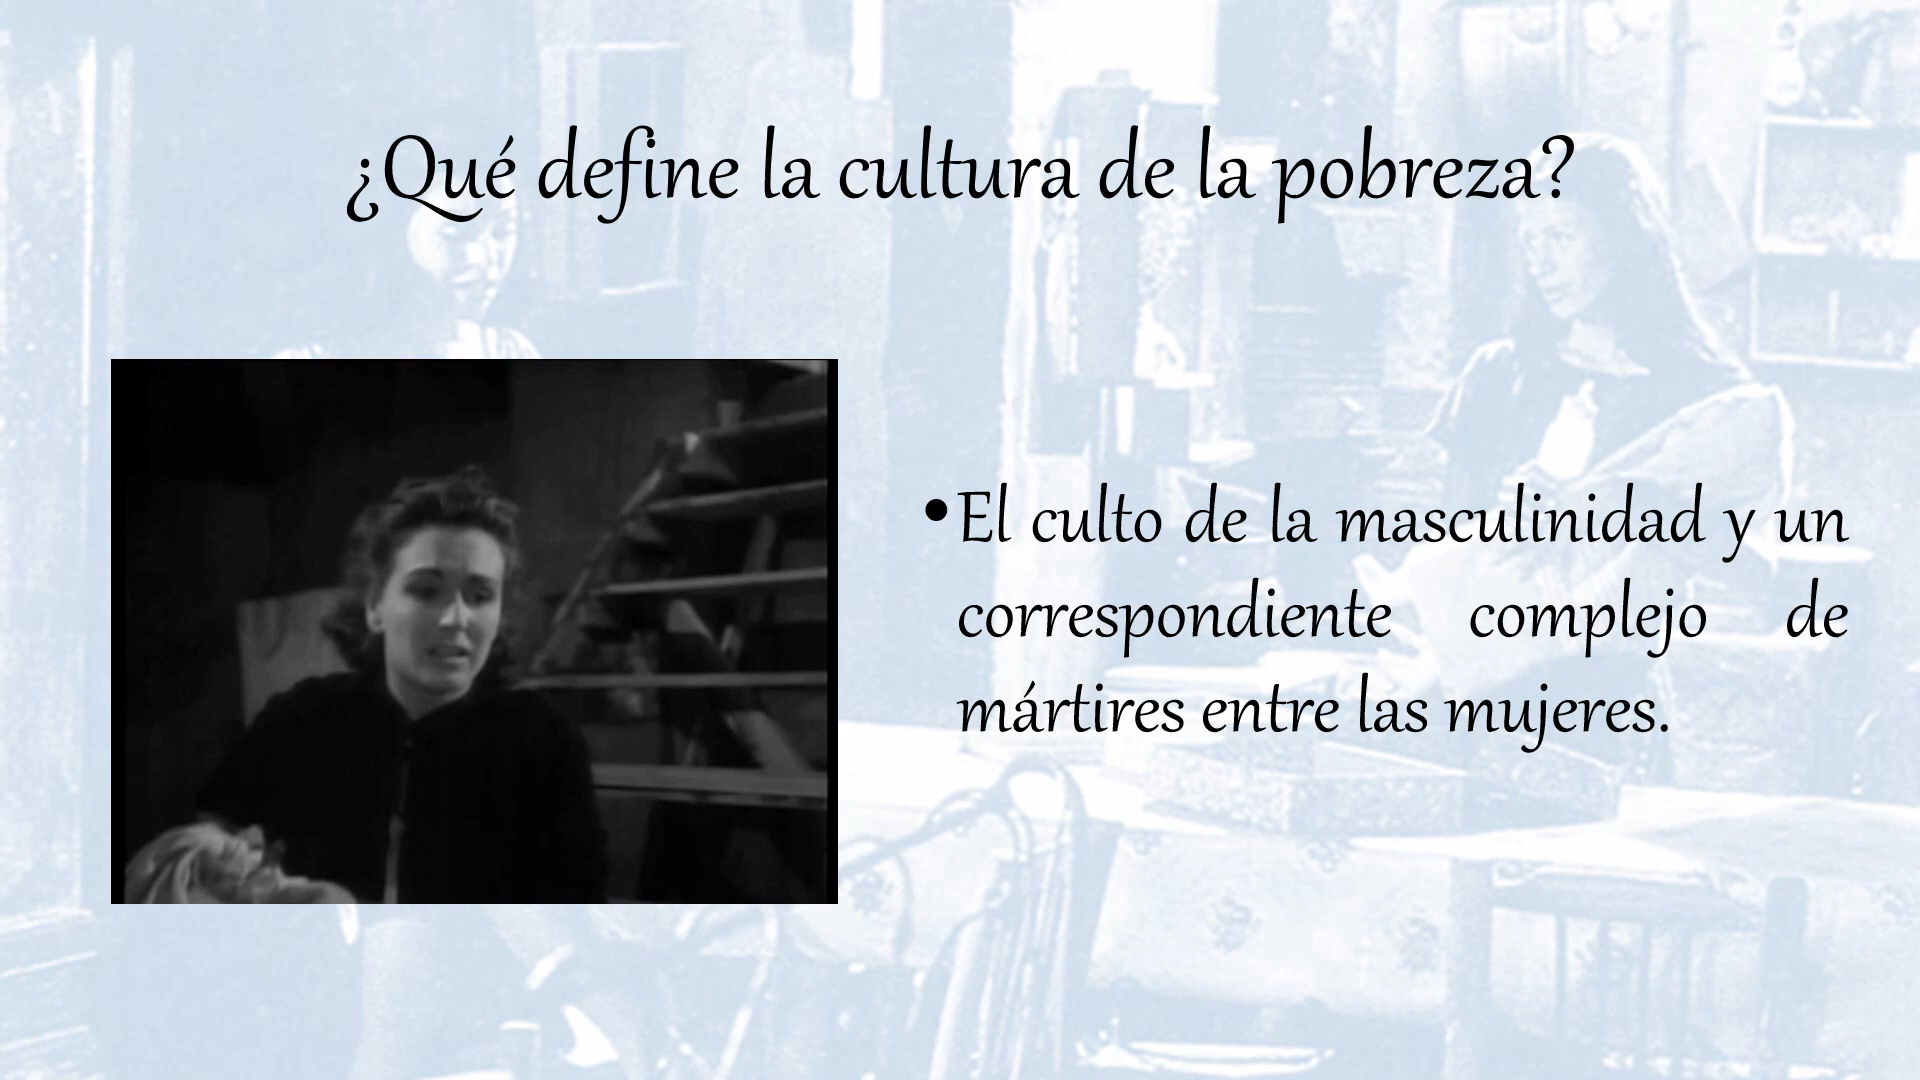 ¿Qué define la cultura de la pobreza?
•El culto de la masculinidad y un
correspondiente complejo de
mártires entre las mujeres.